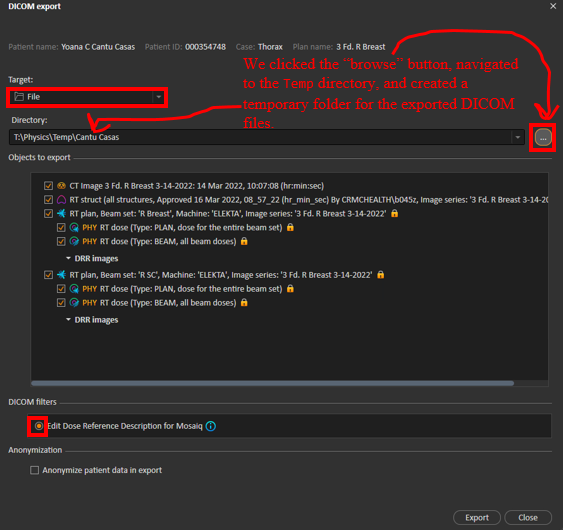 DICOM export
Patient name: Yoana C Cantu Casas Patient ID: 000354748 Case: Thorax Plan name: 3 Fd. R Breast
We clicked the “browse” button, navigated
to the Temp directory, and created a
temporary folder for the exported DICOM
files.
Target:
File
Directory:
T:\Physics\Temp\Cantu Casas
...
Objects to export
CT Image 3 Fd. R Breast 3-14-2022: 14 Mar 2022, 10:07:08 (hr:min:sec)
RT struct (all structures, Approved 16 Mar 2022, 08_57_22 (hr_min_sec) By CRMCHEALTH\b045z, Image series: '3 Fd. R Breast 3-14-20
RT plan, Beam set: 'R Breast', Machine: 'ELEKTA', Image series: '3 Fd. R Breast 3-14-2022'
PHY RT dose (Type: PLAN, dose for the entire beam set)
PHY RT dose (Type: BEAM, all beam doses)
DRR images
RT plan, Beam set: 'R SC', Machine: 'ELEKTA', Image series: '3 Fd. R Breast 3-14-2022'
PHY RT dose (Type: PLAN, dose for the entire beam set)
PHY RT dose (Type: BEAM, all beam doses)
DRR images
DICOM filters
Edit Dose Reference Description for Mosaiq
Anonymization
Anonymize patient data in export
Export
Close